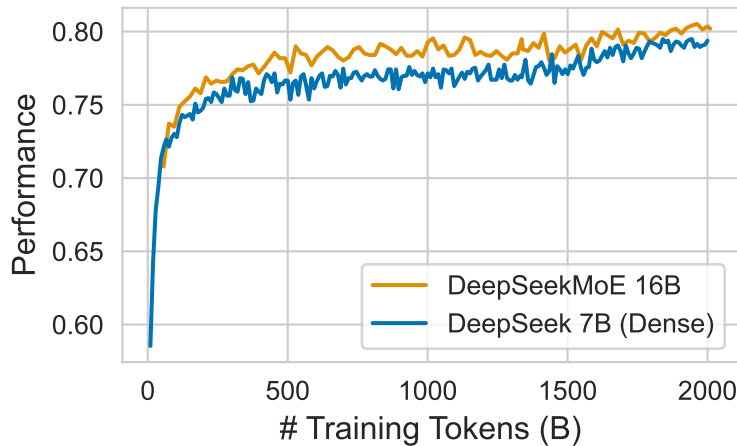 Performance
0.80
0.75
0.70
0.65
0.60
DeepSeekMoE 16B
DeepSeek 7B (Dense)
0
500
1000
1500
2000
# Training Tokens (B)